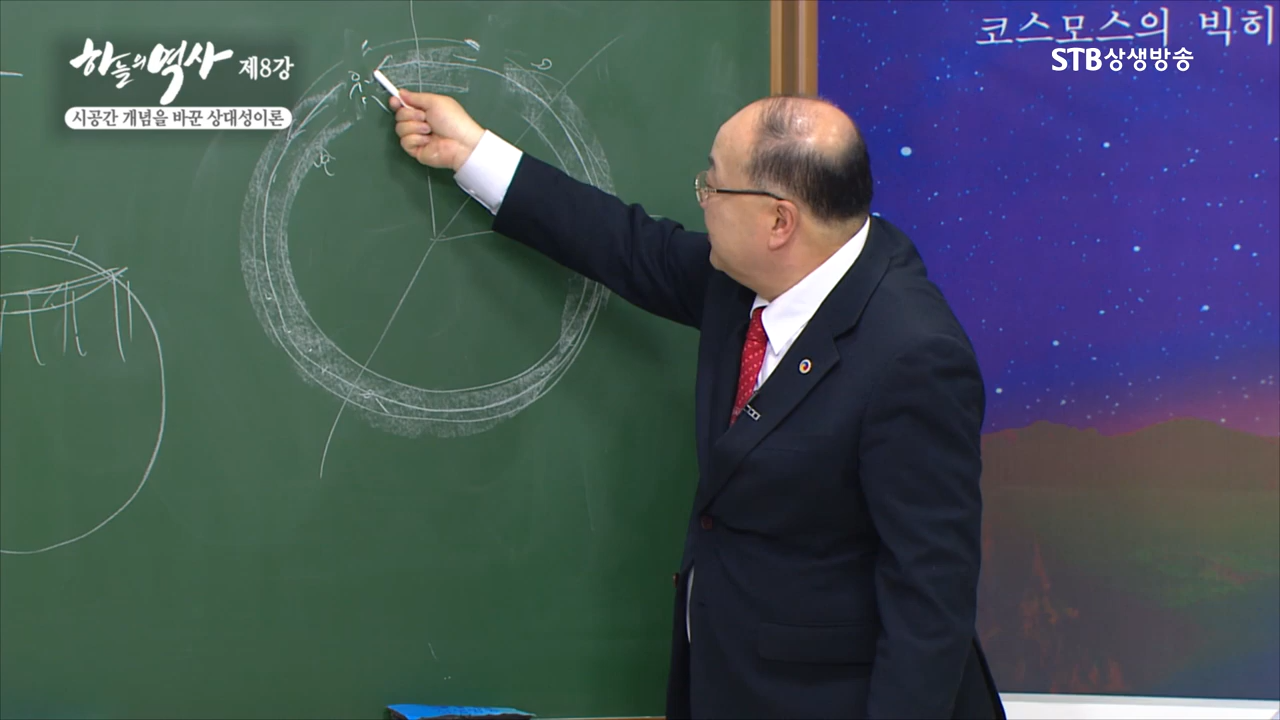 하늘의 역사 제8강
시공간 개념을 바꾼 상대성이론
코스모스의 빅히
STB상생방송